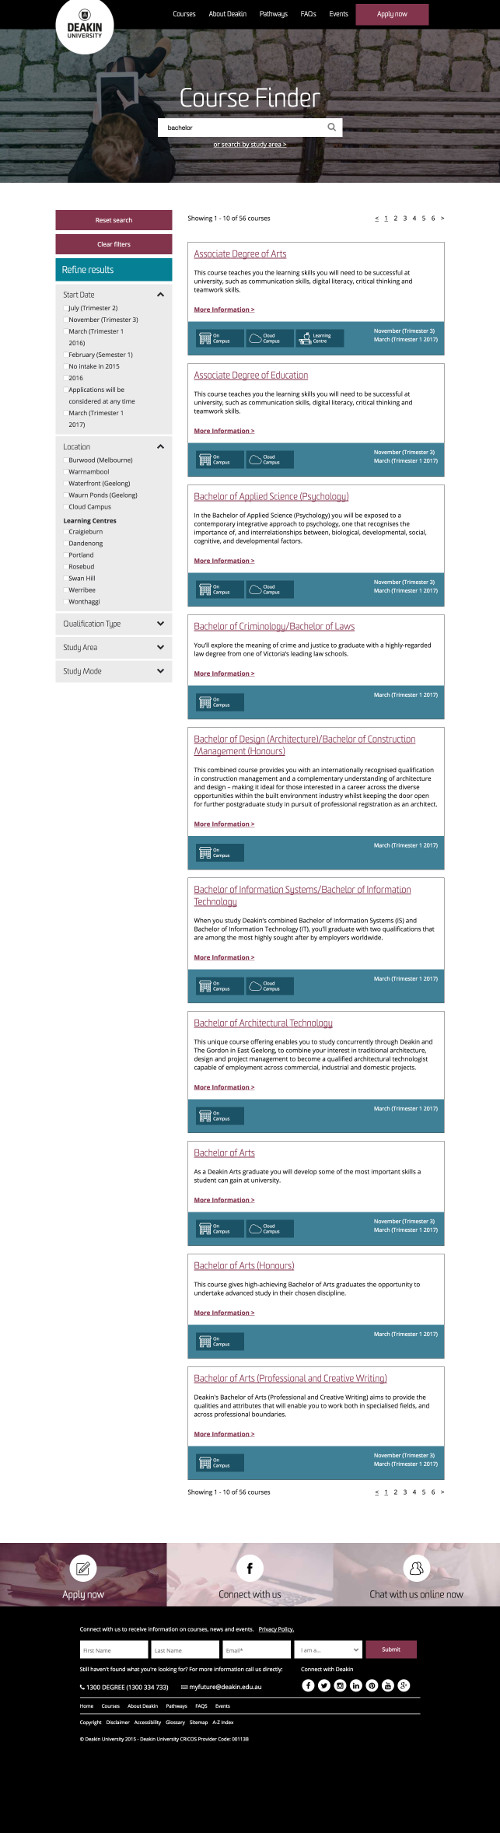 DEAKIN
UNIVERSITY
Courses About Deakin Pathways FAQs Events Apply now
Course Finder
bachelor
or search by study area >
Reset search
Clear filters
Refine results
Start Date
July (Trimester 2)
November (Trimester 3)
March (Trimester 1
2016)
February (Semester 1)
No Intake in 2015
2016
Applications will be
considered at any time
March (Trimester 1
2017)
Location
Burwood (Melbourne)
Warrnambool
Waterfront (Geelong)
Waurn Ponds (Geelong)
Cloud Campus
Learning Centres
Craigieburn
Dandenong
Portland
Rosebud
Swan Hill
Werribee
Wonthaggi
Qualification Type
Study Area
Study Mode
Showing 1 - 10 of 56 courses < 1 2 3 4 5 6 >
Associate Degree of Arts
This course teaches you the learning skills you will need to be successful at
university, such as communication skills, digital literacy, critical thinking and
teamwork skills.
More Information >
On Campus Cloud Campus Learning Centre
November (Trimester 3)
March (Trimester 1 2017)
Associate Degree of Education
This course teaches you the learning skills you will need to be successful at
university, such as communication skills, digital literacy, critical thinking and
teamwork skills.
More Information >
On Campus Cloud Campus
November (Trimester 3)
March (Trimester 1 2017)
Bachelor of Applied Science (Psychology)
In the Bachelor of Applied Science (Psychology) you will be exposed to a
contemporary integrative approach to psychology, one that recognises the
importance of, and interrelationships between, biological, developmental, social,
cognitive, and developmental factors.
More Information >
On Campus Cloud Campus
November (Trimester 3)
March (Trimester 1 2017)
Bachelor of Criminology/Bachelor of Laws
You'll explore the meaning of crime and justice to graduate with a highly-regarded
law degree from one of Victoria's leading law schools.
More Information >
On Campus
March (Trimester 1 2017)
Bachelor of Design (Architecture)/Bachelor of Construction
Management (Honours)
This combined course provides you with an internationally recognised qualification
in construction management and a complementary understanding of architecture
and design – making it ideal for those interested in a career across the diverse
opportunities within the built environment industry whilst keeping the door open
for further postgraduate study in pursuit of professional registration as an architect.
More Information >
On Campus
March (Trimester 1 2017)
Bachelor of Information Systems/Bachelor of Information
Technology
When you study Deakin's combined Bachelor of Information Systems (IS) and
Bachelor of Information Technology (IT), you'll graduate with two qualifications that
are among the most highly sought after by employers worldwide.
More Information >
On Campus Cloud Campus
March (Trimester 1 2017)
Bachelor of Architectural Technology
This unique course offering enables you to study concurrently through Deakin and
The Gordon in East Geelong, to combine your interest in traditional architecture,
design and project management to become a qualified architectural technologist
capable of employment across commercial, industrial and domestic projects.
More Information >
On Campus
March (Trimester 1 2017)
Bachelor of Arts
As a Deakin Arts graduate you will develop some of the most important skills a
student can gain at university.
More Information >
On Campus Cloud Campus
November (Trimester 3)
March (Trimester 1 2017)
Bachelor of Arts (Honours)
This course gives high-achieving Bachelor of Arts graduates the opportunity to
undertake advanced study in their chosen discipline.
More Information >
On Campus
March (Trimester 1 2017)
Bachelor of Arts (Professional and Creative Writing)
Deakin's Bachelor of Arts (Professional and Creative Writing) aims to provide the
qualities and attributes that will enable you to work both in specialised fields, and
across professional boundaries.
More Information >
On Campus
November (Trimester 3)
March (Trimester 1 2017)
Showing 1 - 10 of 56 courses < 1 2 3 4 5 6 >
Apply now Connect with us Chat with us online now
Connect with us to receive information on courses, news and events. Privacy Policy.
First Name Last Name Email* I am a... Submit
Still haven't found what you're looking for? For more information call us directly: Connect with Deakin
1300 DEGREE (1300 334 733) myfuture@deakin.edu.au
Home Courses About Deakin Pathways FAQS Events
Copyright Disclaimer Accessibility Glossary Sitemap A-Z Index
© Deakin University 2015 - Deakin University CRICOS Provider Code: 00113B